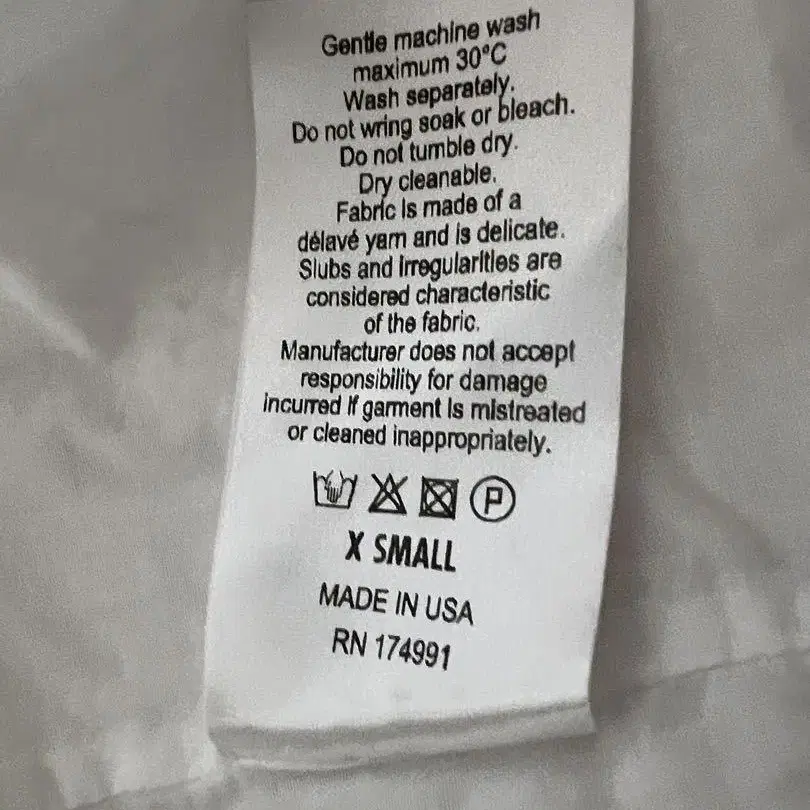 Gentle machine wash
maximum 30°C
Wash separately.
Do not wring soak or bleach.
Do not tumble dry.
Dry cleanable.
Fabric is made of a
délavé yarn and is delicate.
Slubs and irregularities are
considered characteristic
of the fabric.
Manufacturer does not accept
responsibility for damage
incurred if garment is mistreated
or cleaned inappropriately.
P
X SMALL
MADE IN USA
RN 174991